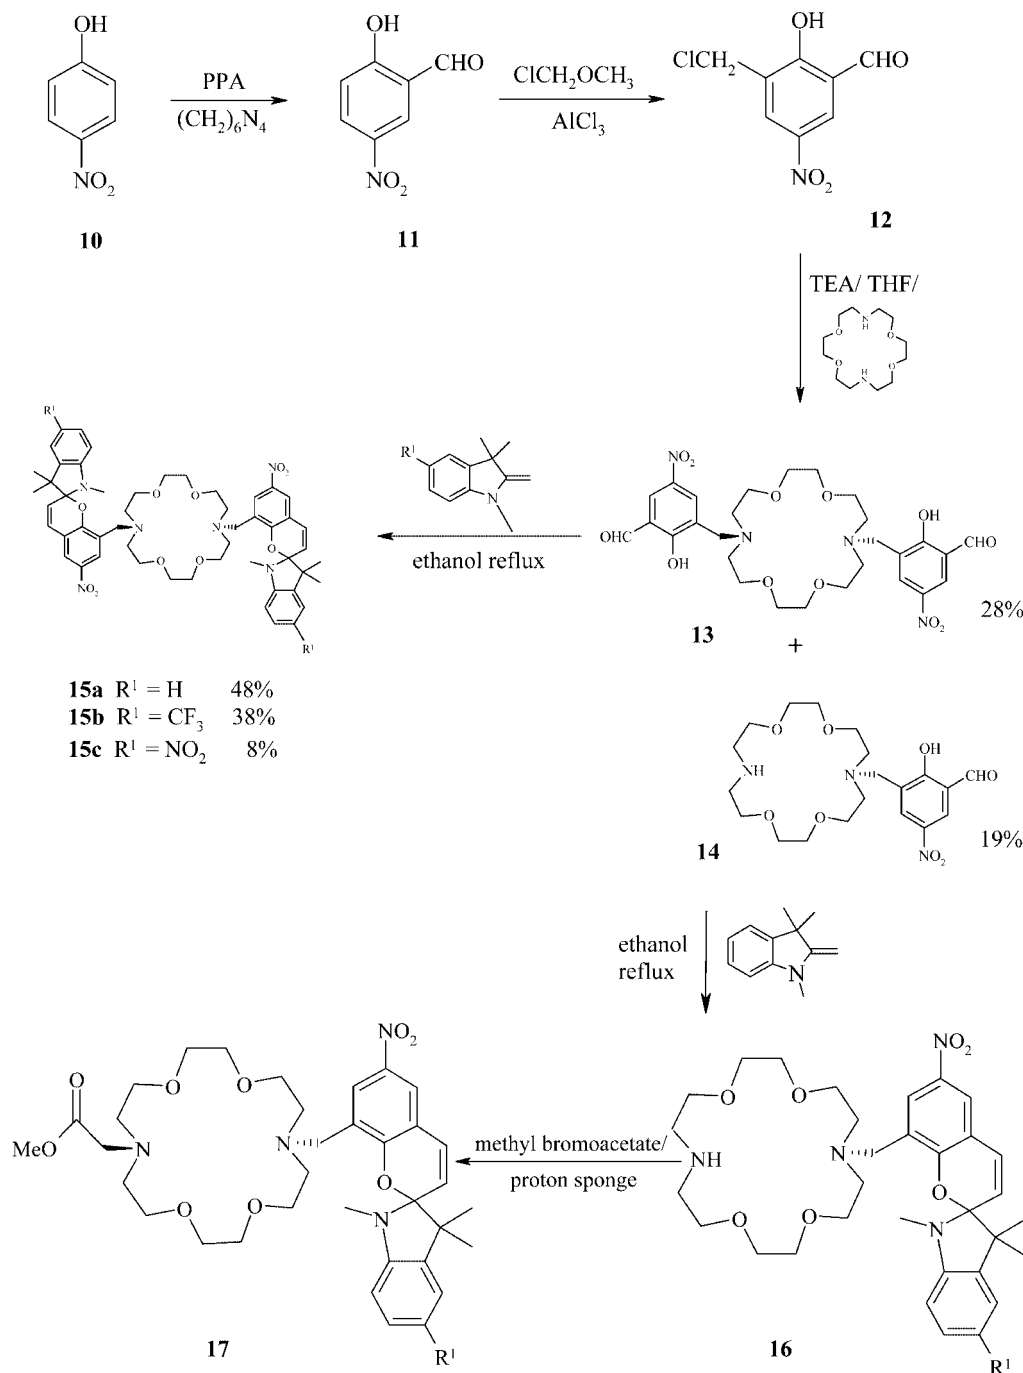 OH
NO2
10
PPA
(CH2)6N4
OH
CHO
NO2
11
ClCH2OCH3
AlCl3
ClCH2
OH
CHO
NO2
12
TEA/ THF/
H
N
O
O
O
O
H
N
R1
N
O
NO2
N
O
O
N
O
O
NO2
O
N
R1
15a R1 = H 48%
15b R1 = CF3 38%
15c R1 = NO2 8%
R1
N
ethanol reflux
NO2
OHC
OH
N
O
O
N
O
O
OH
CHO
NO2
28%
13
+
O
O
NH
N
O
O
OH
CHO
NO2
19%
14
ethanol
reflux
N
O
MeO
N
O
O
N
O
O
NO2
O
N
R1
17
methyl bromoacetate/
proton sponge
O
O
NH
N
O
O
NO2
O
N
R1
16